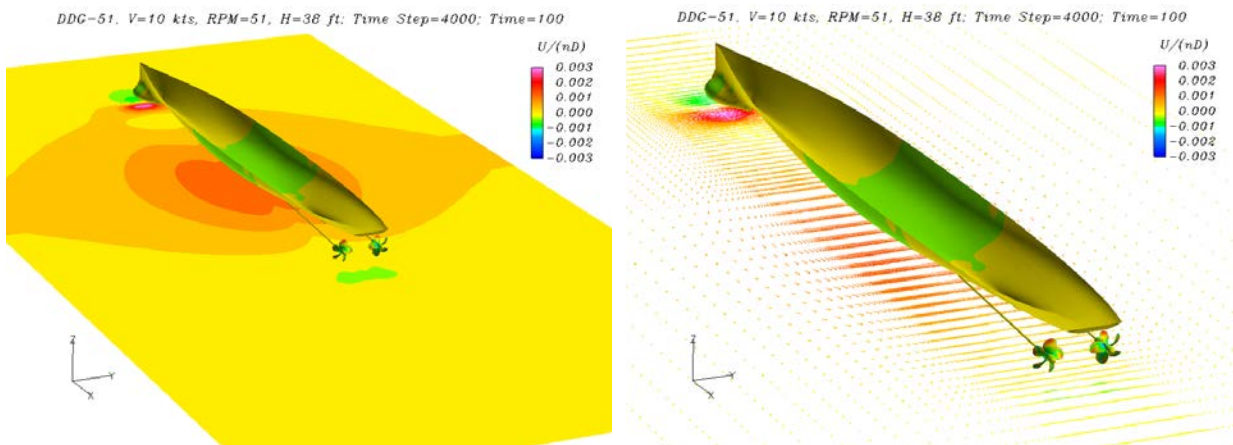 DDG-51. V=10 kts, RPM=51, H=38 ft; Time Step=4000; Time=100
U/(nD)
0.003
0.002
0.001
0.000
-0.001
-0.002
-0.003
Z
Y
X
DDG-51. V=10 kts, RPM=51, H=38 ft; Time Step=4000; Time=100
U/(nD)
0.003
0.002
0.001
0.000
-0.001
-0.002
-0.003
Z
Y
X